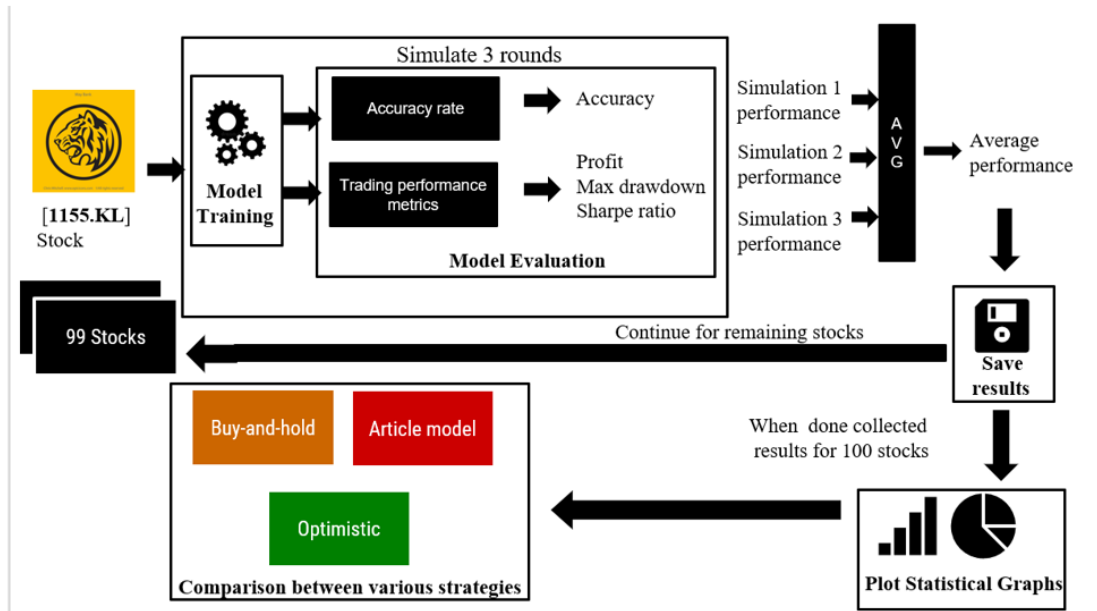 Simulate 3 rounds
[1155.KL]
Stock
Model
Training
Accuracy rate
Accuracy
Trading performance
metrics
Profit
Max drawdown
Sharpe ratio
Model Evaluation
Simulation 1
performance
Simulation 2
performance
Simulation 3
performance
A
V
G
Average
performance
99 Stocks
Continue for remaining stocks
Save
results
When done collected
results for 100 stocks
Buy-and-hold
Article model
Optimistic
Comparison between various strategies
Plot Statistical Graphs